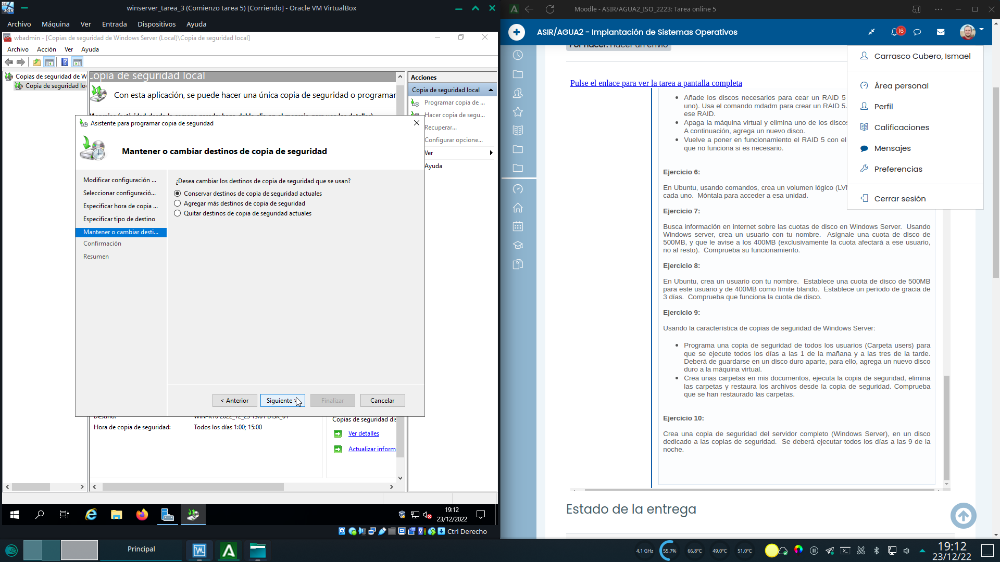 winserver_tarea_3 (Comienzo tarea 5) [Corriendo] - Oracle VM VirtualBox
Archivo Máquina Ver Entrada Dispositivos Ayuda
wbadmin - [Copias de seguridad de Windows Server (Local)\Copia de seguridad local]
Archivo Acción Ver Ayuda
Copias de seguridad de W
Copia de seguridad lo
Copia de seguridad local
Con esta aplicación, se puede hacer una única copia de seguridad o programar
Acciones
Copia de seguridad local
Programar copia de ...
Hacer copia de segu...
Recuperar...
Configurar opcione...
Ver
Ayuda
Asistente para programar copia de seguridad
Mantener o cambiar destinos de copia de seguridad
Modificar configuración ...
Seleccionar configuració...
Especificar hora de copia ...
Especificar tipo de destino
Mantener o cambiar desti...
Confirmación
Resumen
¿Desea cambiar los destinos de copia de seguridad que se usan?
Conservar destinos de copia de seguridad actuales
Agregar más destinos de copia de seguridad
Quitar destinos de copia de seguridad actuales
< Anterior
Siguiente >
Finalizar
Cancelar
Hora de copia de seguridad:
Todos los días 1:00; 15:00
Copias de seguridad dis
Ver detalles
Actualizar inform
19:12
23/12/2022
Ctrl Derecho
Moodle - ASIR/AGUA2_ISO_2223: Tarea online 5
ASIR/AGUA2 - Implantación de Sistemas Operativos
16
Por hacer: Hacer un envío
Pulse el enlace para ver la tarea a pantalla completa
Carrasco Cubero, Ismael
Área personal
Perfil
Calificaciones
Mensajes
Preferencias
Cerrar sesión
• Añade los discos necesarios para cear un RAID 5
uno). Usa el comando mdadm para crear un RAID 5.
ese RAID.
• Apaga la máquina virtual y elimina uno de los discos
A continuación, agrega un nuevo disco.
• Vuelve a poner en funcionamiento el RAID 5 con el
que no funciona si es necesario.
Ejercicio 6:
En Ubuntu, usando comandos, crea un volumen lógico (LVM
cada uno. Móntala para acceder a esa unidad.
Ejercicio 7:
Busca información en internet sobre las cuotas de disco en Windows Server. Usando
Windows server, crea un usuario con tu nombre. Asígnale una cuota de disco de
500MB, y que le avise a los 400MB (exclusivamente la cuota afectará a ese usuario,
no al resto). Comprueba su funcionamiento.
Ejercicio 8:
En Ubuntu, crea un usuario con tu nombre. Establece una cuota de disco de 500MB
para este usuario y de 400MB como límite blando. Establece un período de gracia de
3 días. Comprueba que funciona la cuota de disco.
Ejercicio 9:
Usando la característica de copias de seguridad de Windows Server:
• Programa una copia de seguridad de todos los usuarios (Carpeta users) para
que se ejecute todos los días a las 1 de la mañana y a las tres de la tarde.
Deberá de guardarse en un disco duro aparte, para ello, agrega un nuevo disco
duro a la máquina virtual.
• Crea unas carpetas en mis documentos, ejecuta la copia de seguridad, elimina
las carpetas y restaura los archivos desde la copia de seguridad. Comprueba
que se han restaurado las carpetas.
Ejercicio 10:
Crea una copia de seguridad del servidor completo (Windows Server), en un disco
dedicado a las copias de seguridad. Se deberá ejecutar todos los días a las 9 de la
noche.
Estado de la entrega
Principal
4,1 GHz
55,7%
66,8°C
49,0°C
51,0°C
19:12
23/12/22